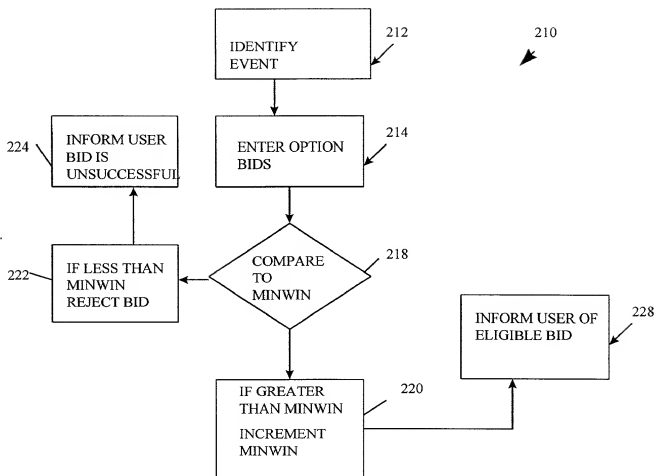 212
210
IDENTIFY
EVENT
224
INFORM USER
BID IS
UNSUCCESSFUL
214
ENTER OPTION
BIDS
218
COMPARE
TO
MINWIN
222
IF LESS THAN
MINWIN
REJECT BID
228
INFORM USER OF
ELIGIBLE BID
220
IF GREATER
THAN MINWIN
INCREMENT
MINWIN